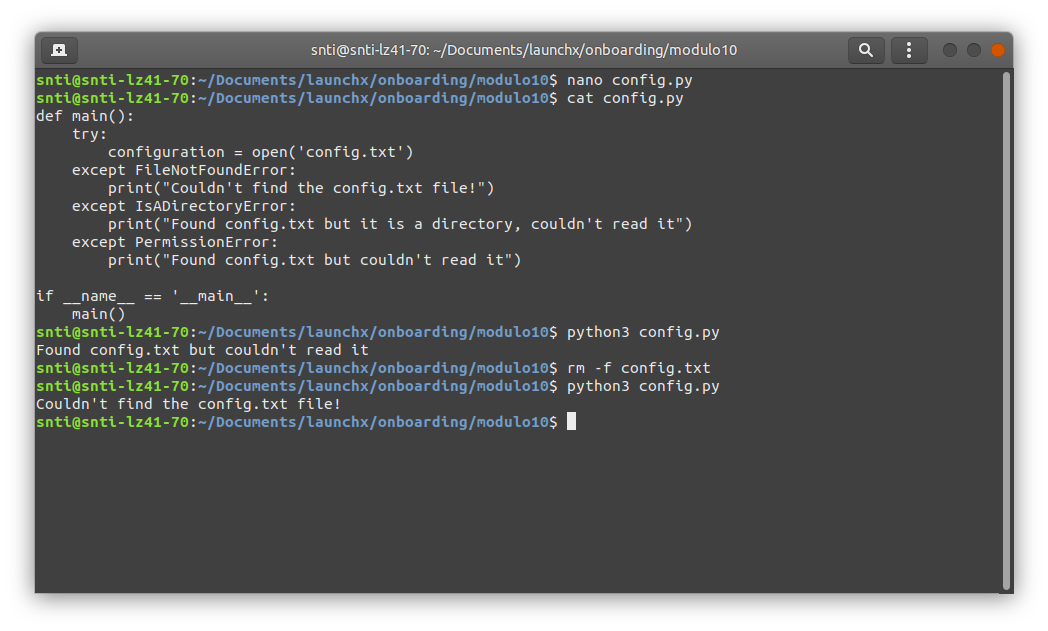 snti@snti-lz41-70: ~/Documents/launchx/onboarding/modulo10
snti@snti-lz41-70:~/Documents/launchx/onboarding/modulo10$ nano config.py
snti@snti-lz41-70:~/Documents/launchx/onboarding/modulo10$ cat config.py
def main():
    try:
        configuration = open('config.txt')
    except FileNotFoundError:
        print("Couldn't find the config.txt file!")
    except IsADirectoryError:
        print("Found config.txt but it is a directory, couldn't read it")
    except PermissionError:
        print("Found config.txt but couldn't read it")

if __name__ == '__main__':
    main()
snti@snti-lz41-70:~/Documents/launchx/onboarding/modulo10$ python3 config.py
Found config.txt but couldn't read it
snti@snti-lz41-70:~/Documents/launchx/onboarding/modulo10$ rm -f config.txt
snti@snti-lz41-70:~/Documents/launchx/onboarding/modulo10$ python3 config.py
Couldn't find the config.txt file!
snti@snti-lz41-70:~/Documents/launchx/onboarding/modulo10$